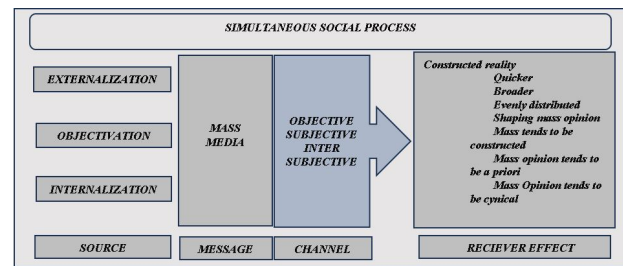 SIMULTANEOUS SOCIAL PROCESS
EXTERNALIZATION
OBJECTIVATION
INTERNALIZATION
MASS
MEDIA
OBJECTIVE
SUBJECTIVE
INTER
SUBJECTIVE
Constructed reality
Quicker
Broader
Evenly distributed
Shaping mass opinion
Mass tends to be
constructed
Mass opinion tends to
be a priori
Mass Opinion tends to
be cynical
SOURCE
MESSAGE
CHANNEL
RECIEVER EFFECT